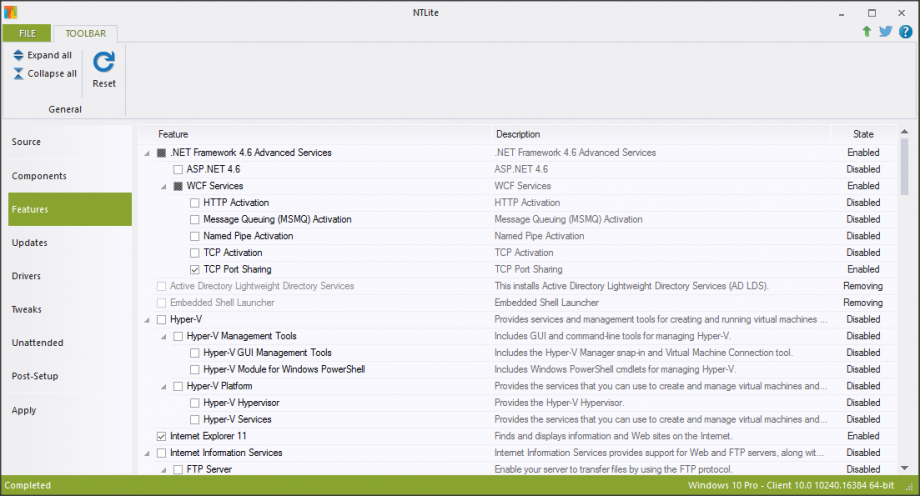 NTLite
FILE TOOLBAR
Expand all
Collapse all
Reset
General
Source
Components
Features
Updates
Drivers
Tweaks
Unattended
Post-Setup
Apply
Feature Description State
.NET Framework 4.6 Advanced Services .NET Framework 4.6 Advanced Services Enabled
ASP.NET 4.6 ASP.NET 4.6 Disabled
WCF Services WCF Services Enabled
HTTP Activation HTTP Activation Disabled
Message Queuing (MSMQ) Activation Message Queuing (MSMQ) Activation Disabled
Named Pipe Activation Named Pipe Activation Disabled
TCP Activation TCP Activation Disabled
TCP Port Sharing TCP Port Sharing Enabled
Active Directory Lightweight Directory Services This installs Active Directory Lightweight Directory Services (AD LDS). Removing
Embedded Shell Launcher Embedded Shell Launcher Removing
Hyper-V Provides services and management tools for creating and running virtual machines ... Disabled
Hyper-V Management Tools Includes GUI and command-line tools for managing Hyper-V. Disabled
Hyper-V GUI Management Tools Includes the Hyper-V Manager snap-in and Virtual Machine Connection tool. Disabled
Hyper-V Module for Windows PowerShell Includes Windows PowerShell cmdlets for managing Hyper-V. Disabled
Hyper-V Platform Provides the services that you can use to create and manage virtual machines and... Disabled
Hyper-V Hypervisor Provides the Hyper-V Hypervisor. Disabled
Hyper-V Services Provides the services that you can use to create and manage virtual machines and... Disabled
Internet Explorer 11 Finds and displays information and Web sites on the Internet. Enabled
Internet Information Services Internet Information Services provides support for Web and FTP servers, along wit... Disabled
FTP Server Enable your server to transfer files by using the FTP protocol. Disabled
Completed Windows 10 Pro - Client 10.0 10240.16384 64-bit